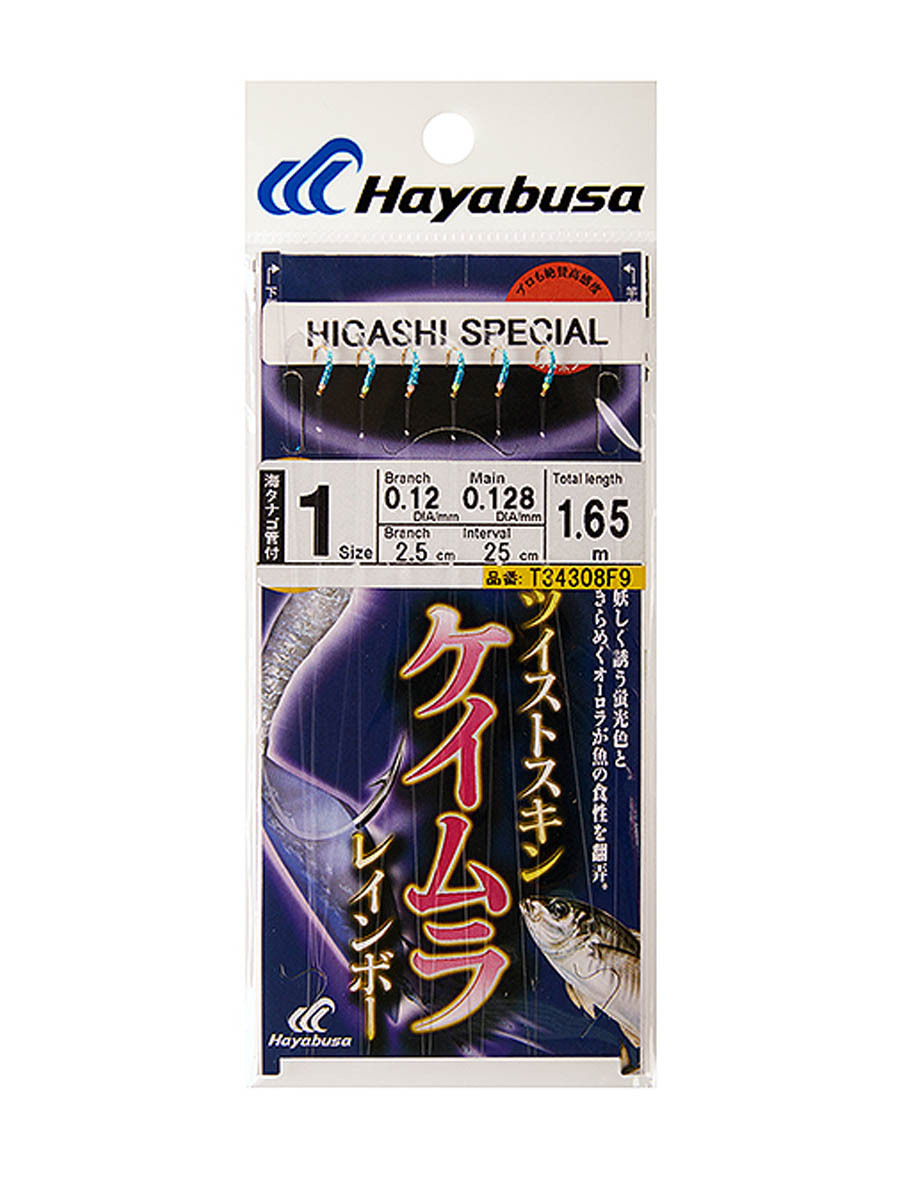 Hayabusa
プロも絶賛高感度
HIGASHI SPECIAL
海タナゴ管付
1
Size
Branch
0.12
DIA/mm
Main
0.128
DIA/mm
Total length
1.65
m
Branch
2.5 cm
Interval
25 cm
品番: T34308F9
妖しく誘う蛍光色と
きらめくオーロラが魚の食性を翻弄。
ツイストスキン
ケイムラ
レインボー
Hayabusa